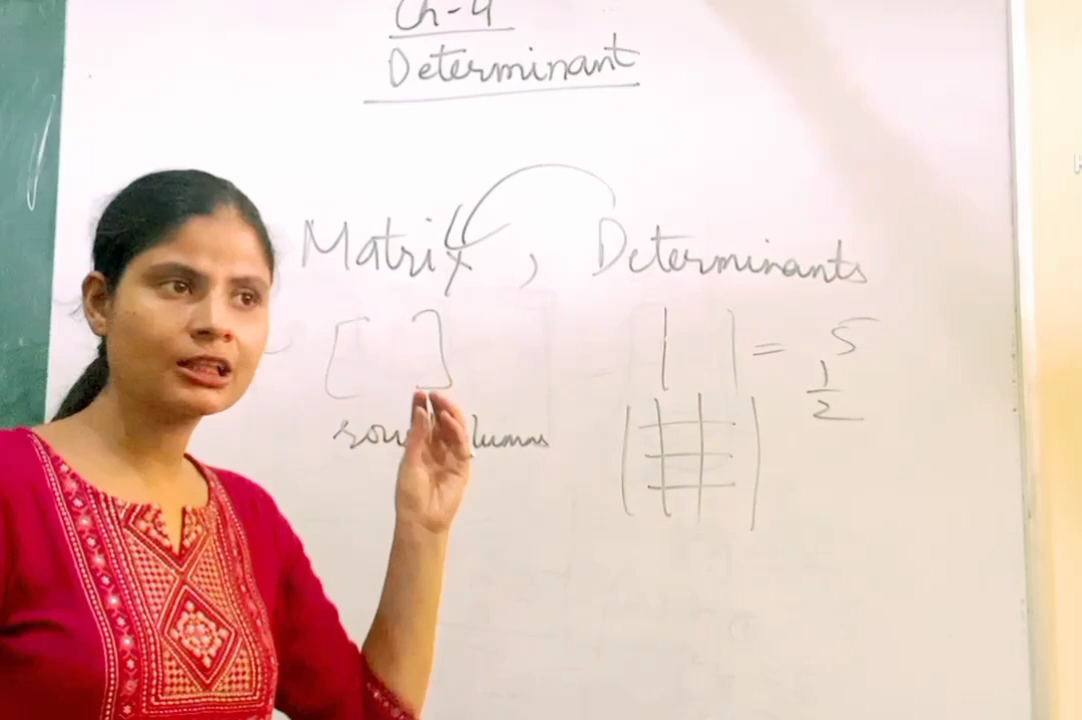 Ch-4
Determinant
Matrix , Determinants
[ ] | | = 5
1/2